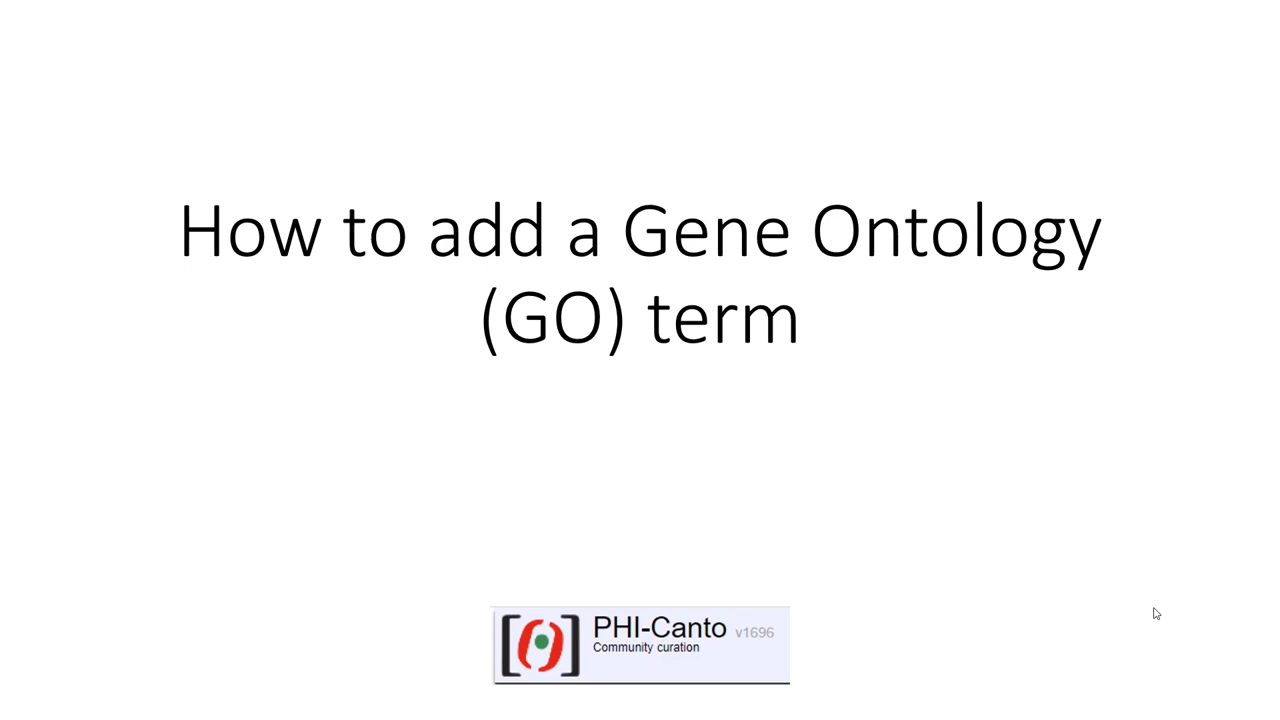 How to add a Gene Ontology
(GO) term
PHI-Canto v1696
Community curation